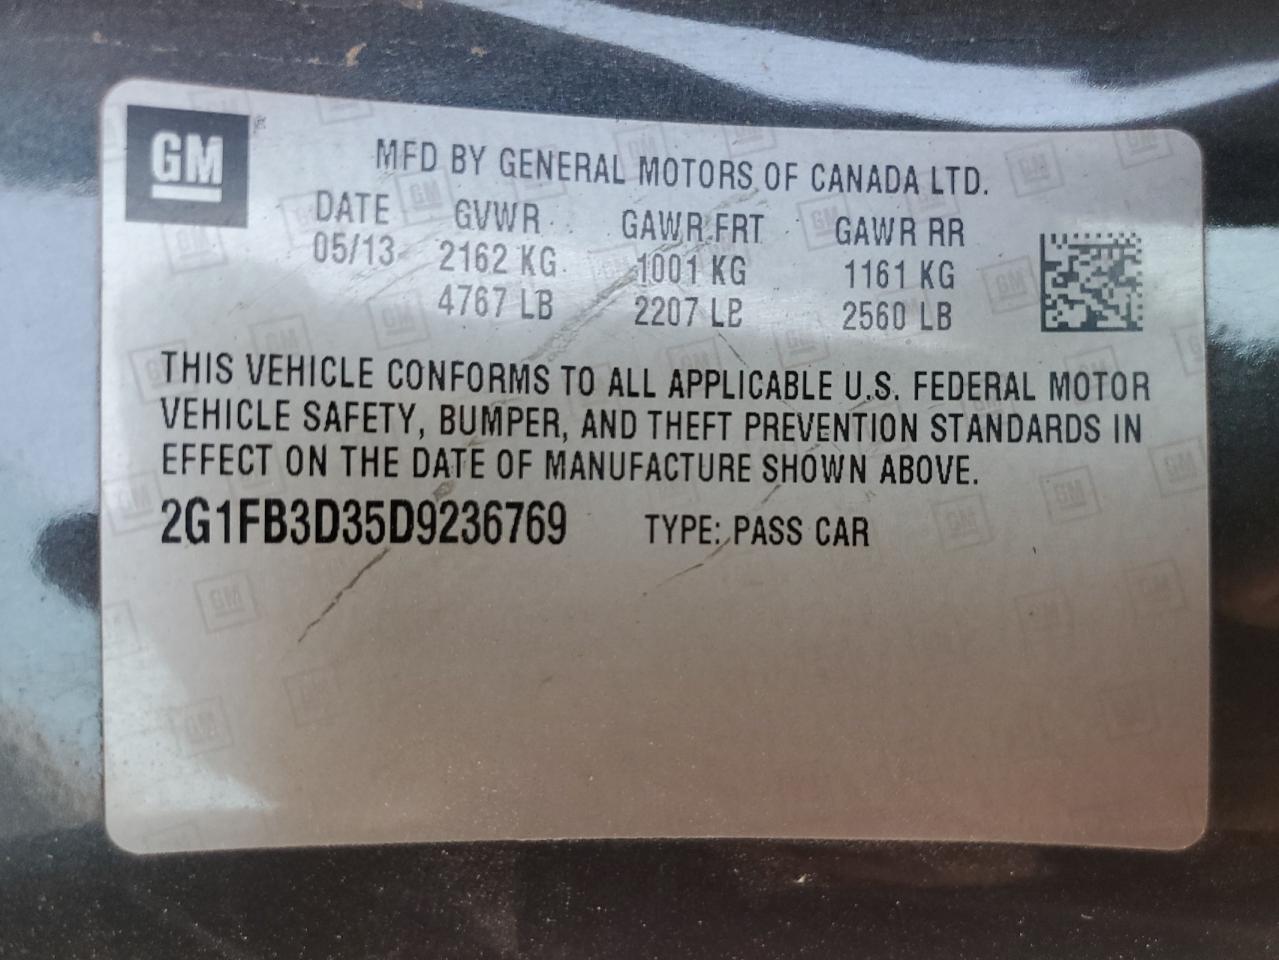 GM
MFD BY GENERAL MOTORS OF CANADA LTD.
DATE GVWR GAWR FRT GAWR RR
05/13 2162 KG 1001 KG 1161 KG
4767 LB 2207 LB 2560 LB
THIS VEHICLE CONFORMS TO ALL APPLICABLE U.S. FEDERAL MOTOR
VEHICLE SAFETY, BUMPER, AND THEFT PREVENTION STANDARDS IN
EFFECT ON THE DATE OF MANUFACTURE SHOWN ABOVE.
2G1FB3D35D9236769 TYPE: PASS CAR